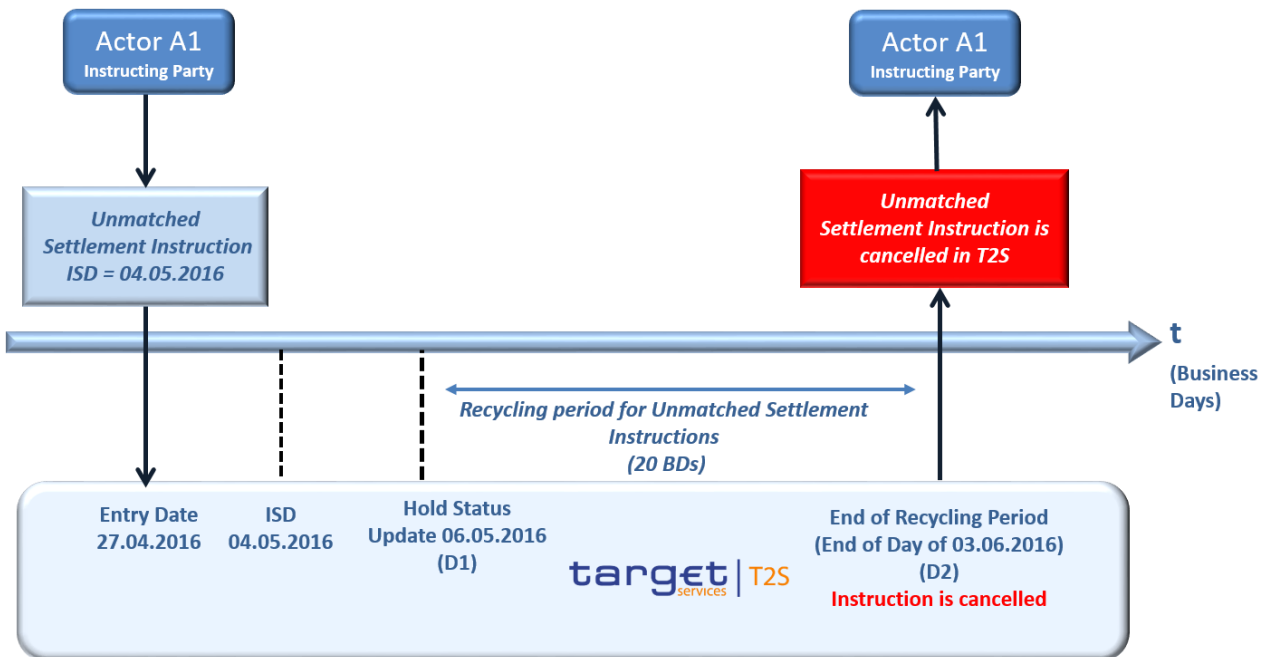 Actor A1
Instructing Party
Actor A1
Instructing Party
Unmatched
Settlement Instruction
ISD = 04.05.2016
Unmatched
Settlement Instruction is
cancelled in T2S
t
(Business
Days)
Recycling period for Unmatched Settlement
Instructions
(20 BDs)
Entry Date
27.04.2016
ISD
04.05.2016
Hold Status
Update 06.05.2016
(D1)
target | T2S
services
End of Recycling Period
(End of Day of 03.06.2016)
(D2)
Instruction is cancelled